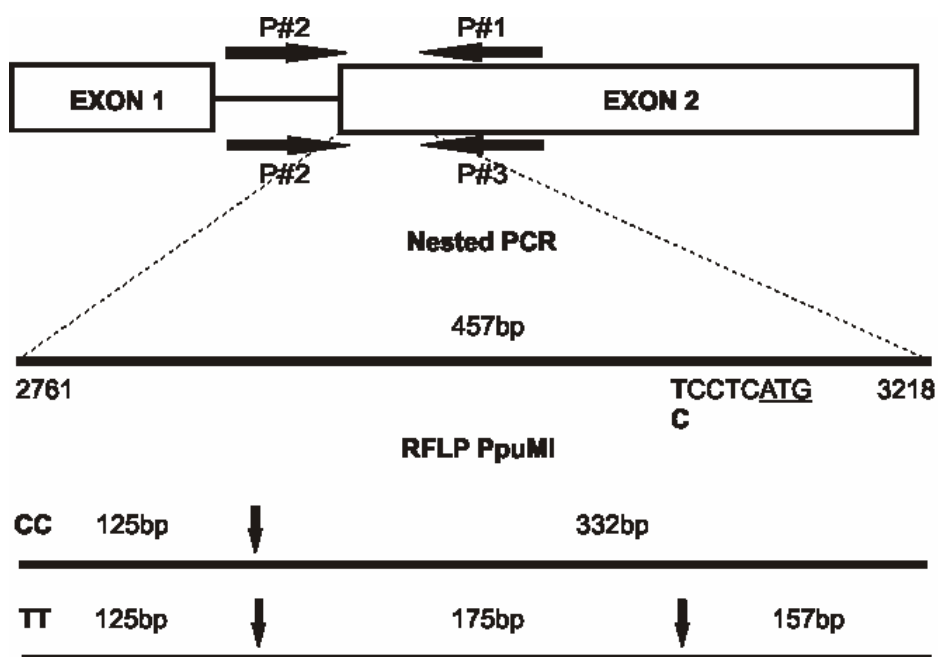 P#2 P#1
EXON 1 EXON 2
P#2 P#3
Nested PCR
457bp
2761 TCCTCATG 3218
C
RFLP PpuMI
CC 125bp 332bp
TT 125bp 175bp 157bp